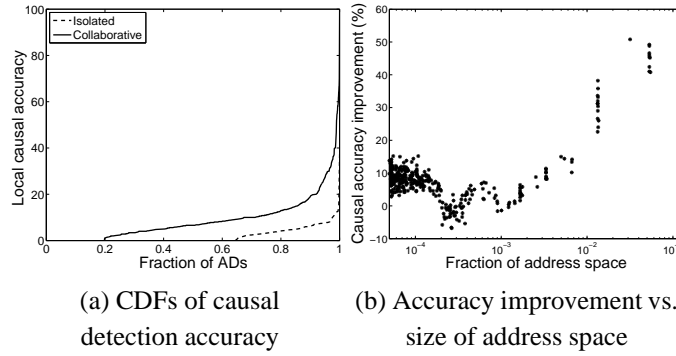 100
80
60
40
20
0
Local causal accuracy
Isolated
Collaborative
0 0.2 0.4 0.6 0.8 1
Fraction of ADs
60
50
40
30
20
10
0
−10
Causal accuracy improvement (%)
10⁻⁴ 10⁻³ 10⁻² 10⁻¹
Fraction of address space
(a) CDFs of causal
detection accuracy
(b) Accuracy improvement vs.
size of address space